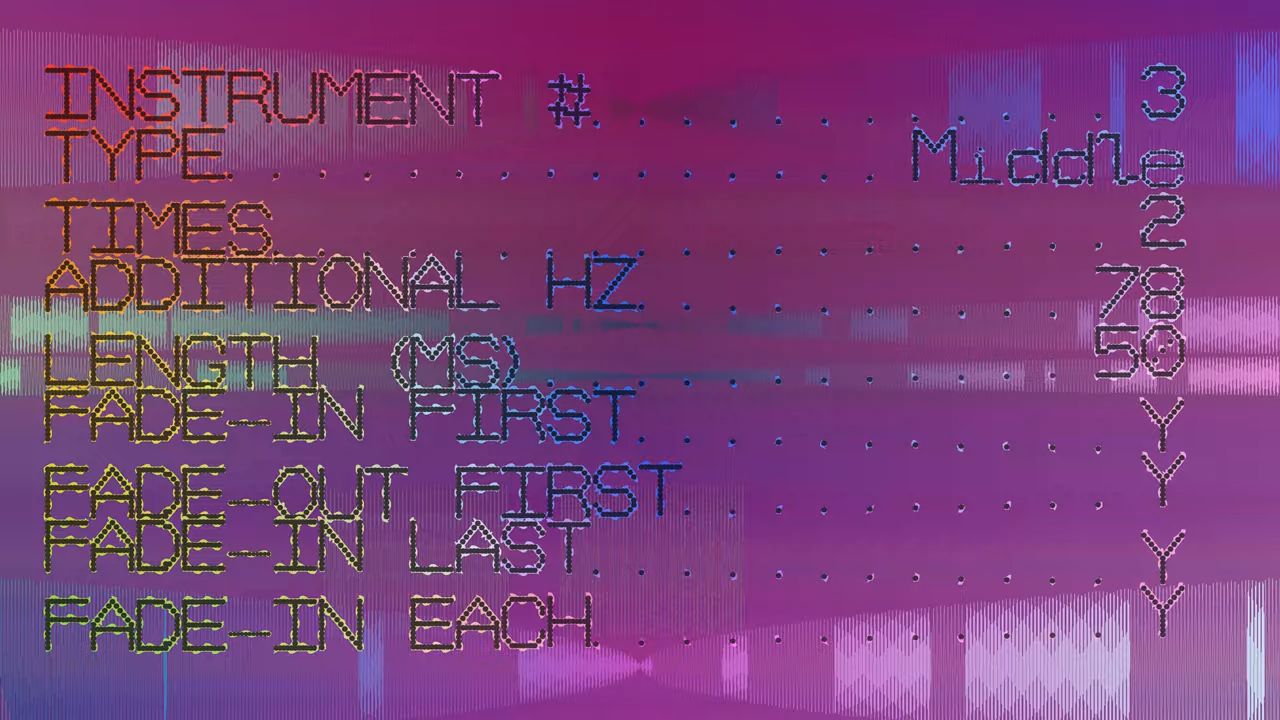 INSTRUMENT #. . . . . . . . . . . . 3
TYPE. . . . . . . . . . . . . . . Middle
TIMES. . . . . . . . . . . . . . . . . . . 2
ADDITIONAL HZ. . . . . . . . . . 78
LENGTH (MS). . . . . . . . . . . . . 50
FADE-IN FIRST. . . . . . . . . . . Y
FADE-OUT FIRST. . . . . . . . . . Y
FADE-IN LAST. . . . . . . . . . . . Y
FADE-IN EACH. . . . . . . . . . . . Y